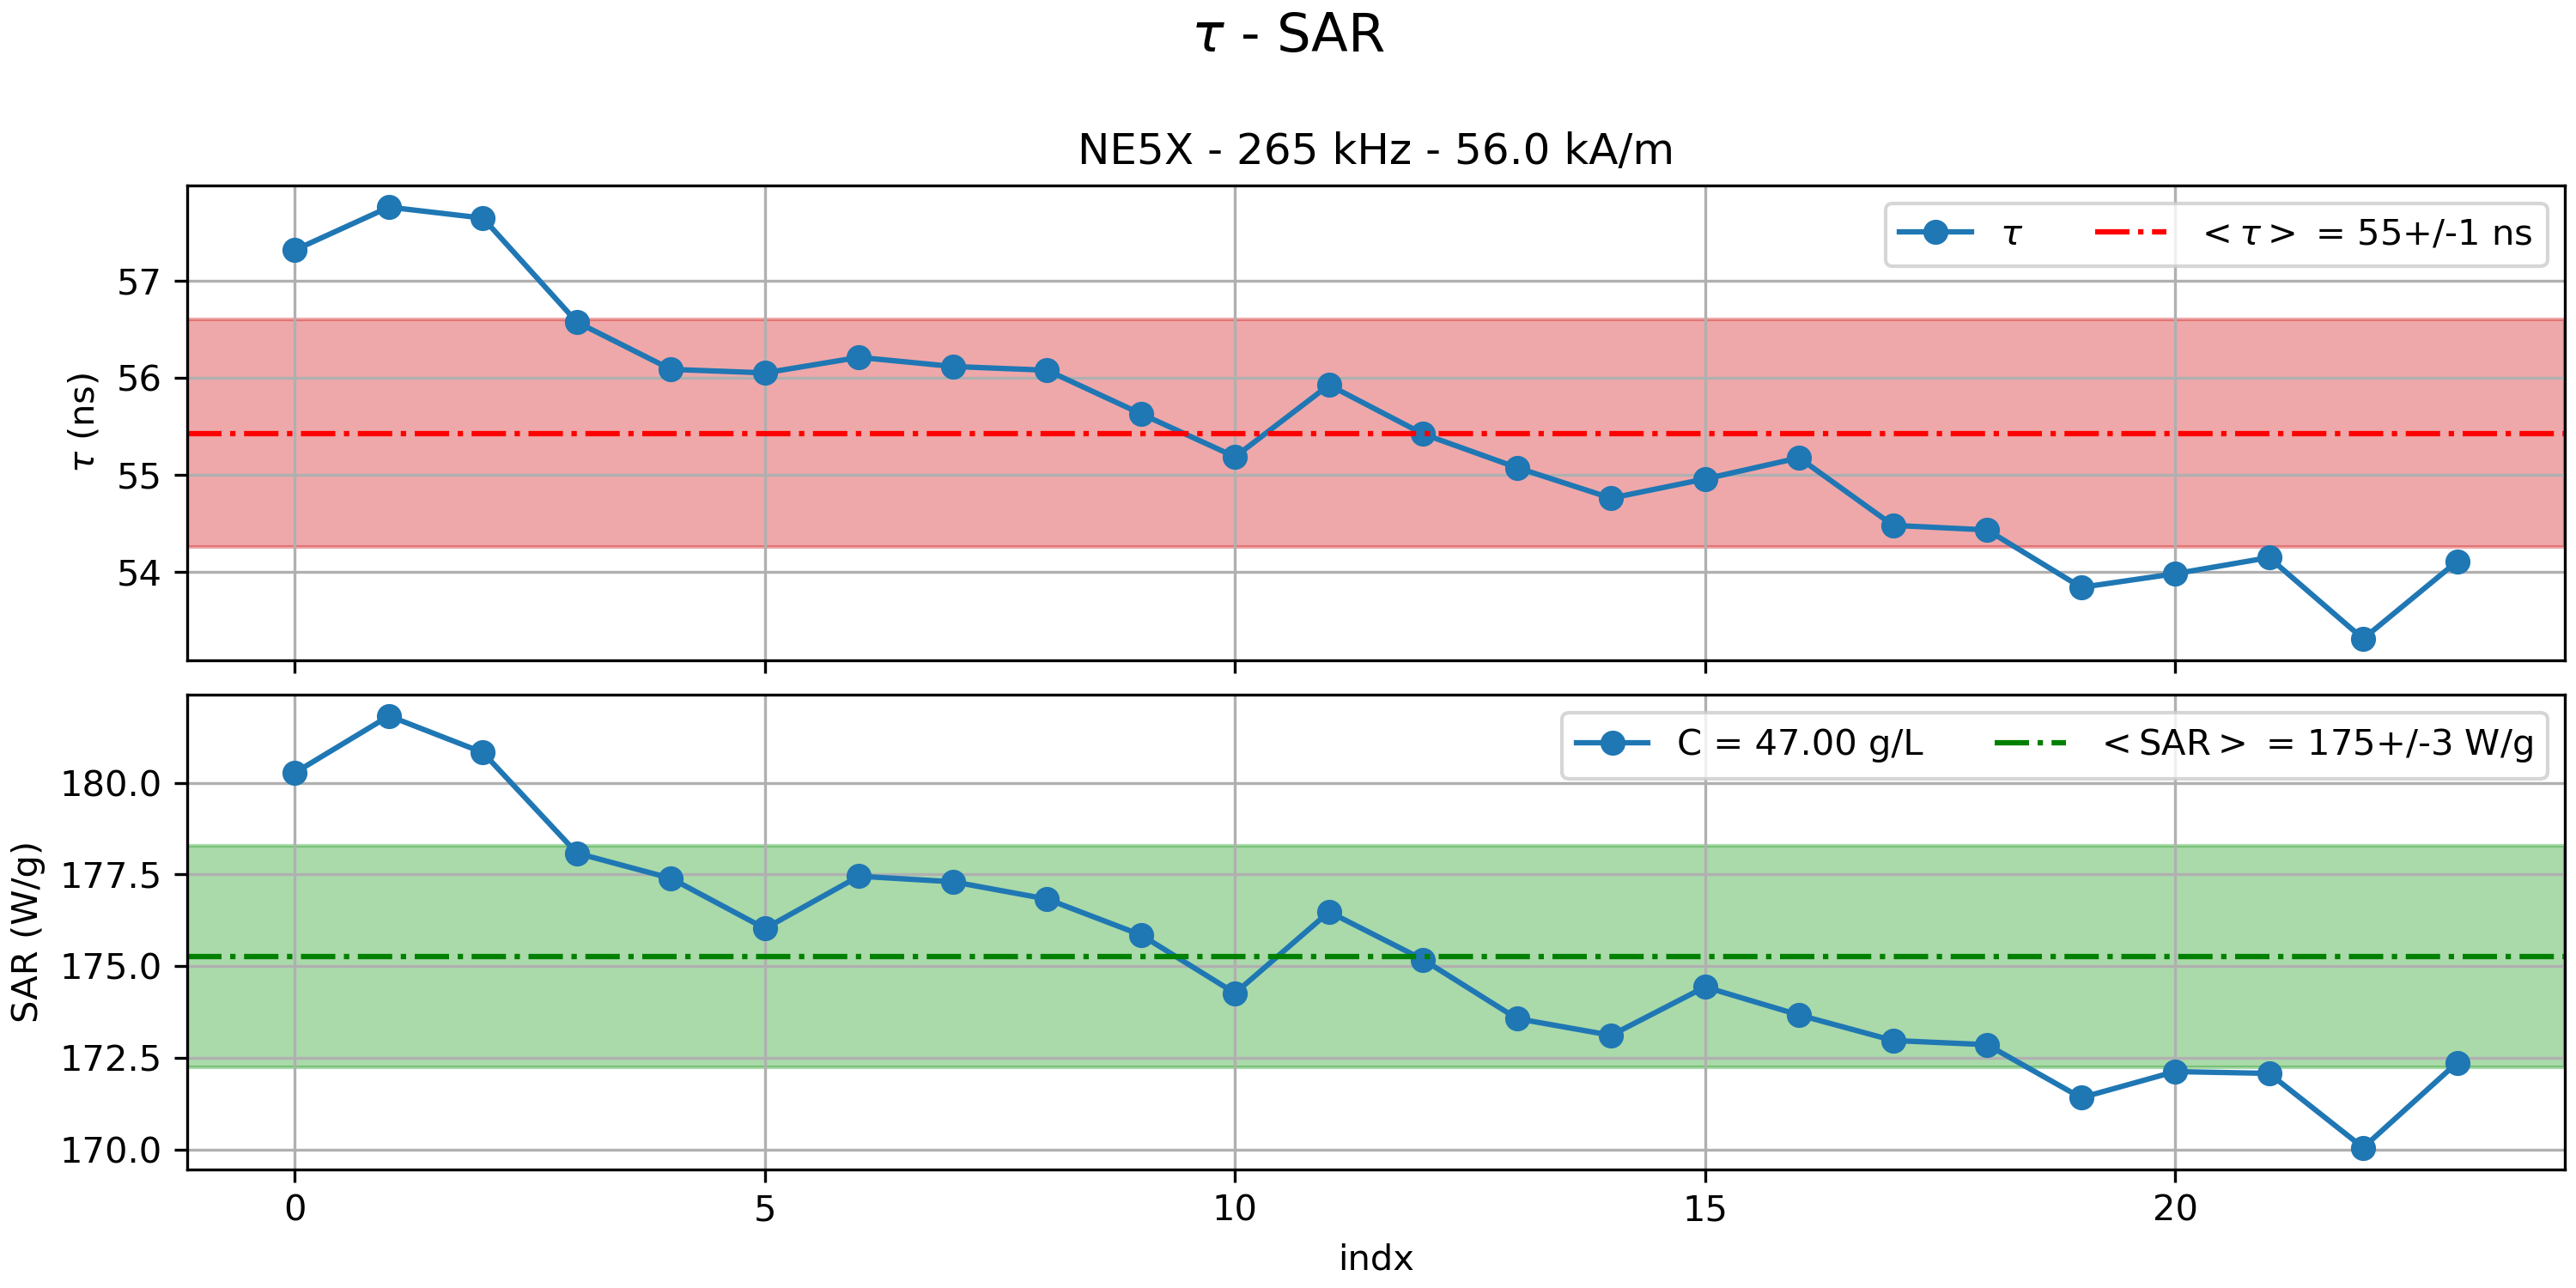 τ - SAR
NE5X - 265 kHz - 56.0 kA/m
τ <τ> = 55+/-1 ns
57
56
55
54
τ (ns)
C = 47.00 g/L <SAR> = 175+/-3 W/g
180.0
177.5
175.0
172.5
170.0
SAR (W/g)
0 5 10 15 20
indx